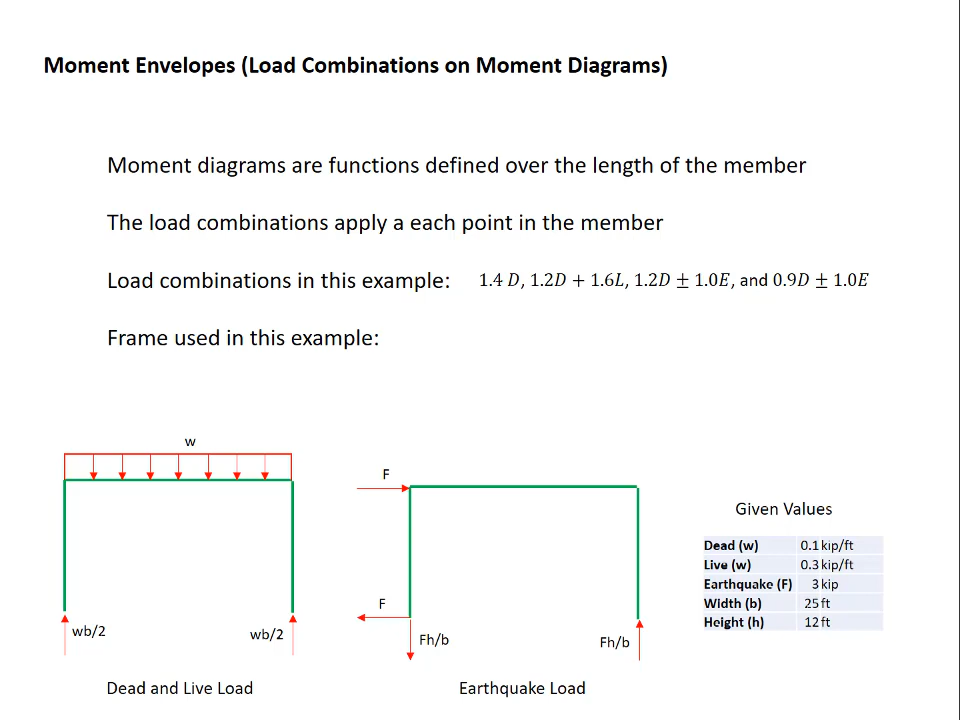 Moment Envelopes (Load Combinations on Moment Diagrams)
Moment diagrams are functions defined over the length of the member
The load combinations apply a each point in the member
Load combinations in this example: 1.4 D, 1.2D + 1.6L, 1.2D ± 1.0E, and 0.9D ± 1.0E
Frame used in this example:
w
wb/2
wb/2
Dead and Live Load
F
F
Fh/b
Fh/b
Earthquake Load
Given Values
Dead (w) 0.1 kip/ft
Live (w) 0.3 kip/ft
Earthquake (F) 3 kip
Width (b) 25 ft
Height (h) 12 ft